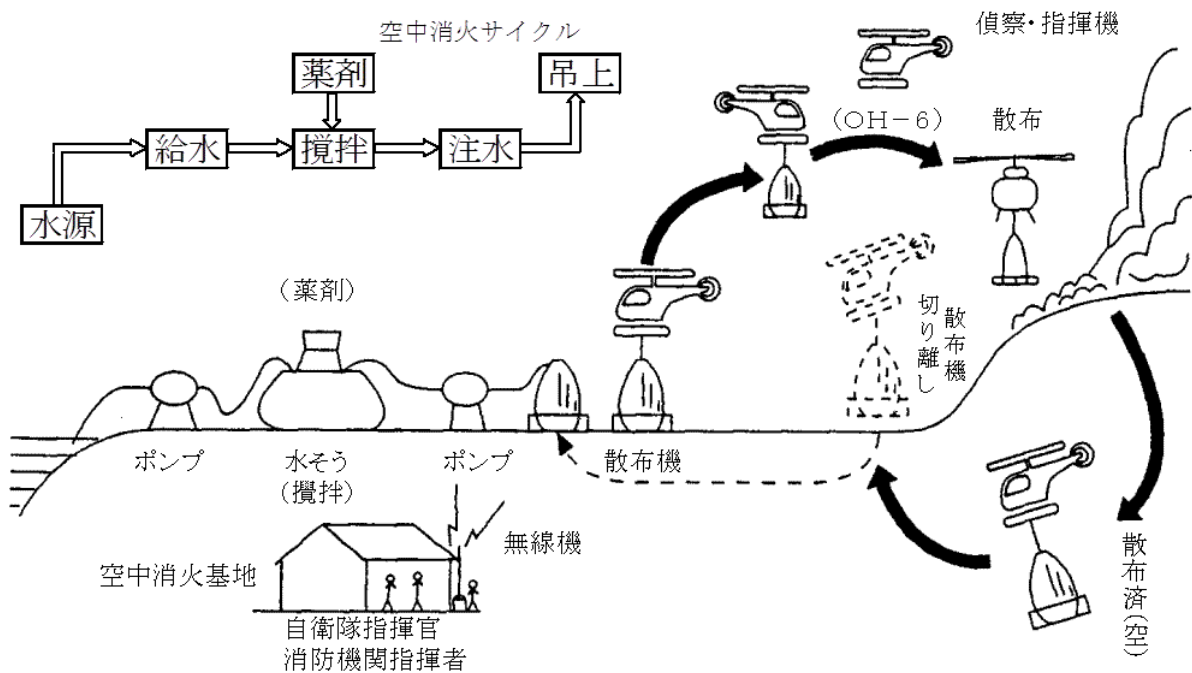 空中消火サイクル
薬剤
吊上
給水
攪拌
注水
水源
偵察・指揮機
(OH-6)
散布
(薬剤)
散布機
切り離し
ポンプ
水そう
(攪拌)
ポンプ
散布機
散布済(空)
無線機
空中消火基地
自衛隊指揮官
消防機関指揮者